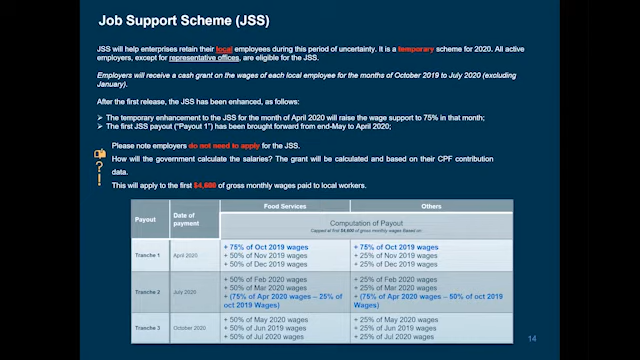 Job Support Scheme (JSS)
JSS will help enterprises retain their local employees during this period of uncertainty. It is a temporary scheme for 2020. All active
employers, except for representative offices, are eligible for the JSS.
Employers will receive a cash grant on the wages of each local employee for the months of October 2019 to July 2020 (excluding
January).
After the first release, the JSS has been enhanced, as follows:
➢ The temporary enhancement to the JSS for the month of April 2020 will raise the wage support to 75% in that month;
➢ The first JSS payout ("Payout 1") has been brought forward from end-May to April 2020;
Please note employers do not need to apply for the JSS.
How will the government calculate the salaries? The grant will be calculated and based on their CPF contribution
data.
This will apply to the first $4,600 of gross monthly wages paid to local workers.
Payout Date of payment Food Services Others
Computation of Payout
Capped at first $4,600 of gross monthly wages Based on...
+ 75% of Oct 2019 wages + 75% of Oct 2019 wages
Tranche 1 April 2020 + 50% of Nov 2019 wages + 25% of Nov 2019 wages
+ 50% of Dec 2019 wages + 25% of Dec 2019 wages
+ 50% of Feb 2020 wages + 25% of Feb 2020 wages
+ 50% of Mar 2020 wages + 25% of Mar 2020 wages
Tranche 2 July 2020 + (75% of Apr 2020 wages – 25% of + (75% of Apr 2020 wages – 50% of oct 2019
oct 2019 Wages) Wages)
+ 50% of May 2020 wages + 25% of May 2020 wages
Tranche 3 October 2020 + 50% of Jun 2019 wages + 25% of Jun 2019 wages
+ 50% of Jul 2020 wages + 25% of Jul 2020 wages
14